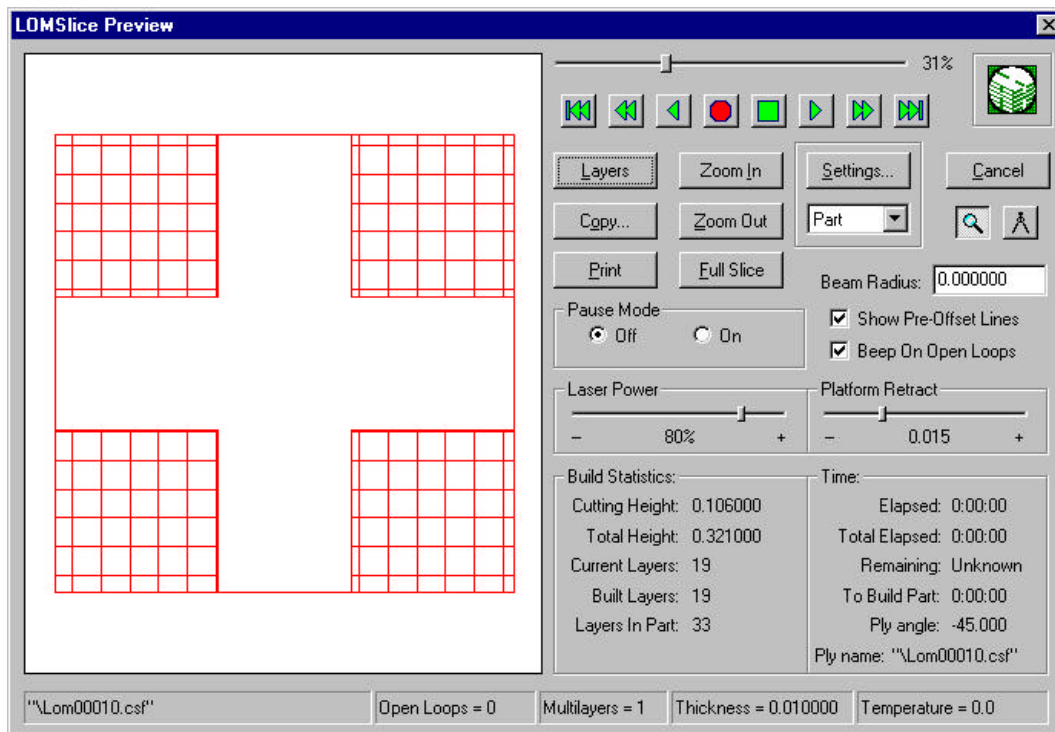 LOMSlice Preview
31%
Layers
Zoom In
Settings...
Cancel
Copy...
Zoom Out
Part
Print
Full Slice
Beam Radius: 0.000000
Pause Mode
Off
On
Show Pre-Offset Lines
Beep On Open Loops
Laser Power
- 80% +
Platform Retract
- 0.015 +
Build Statistics:
Cutting Height: 0.106000
Total Height: 0.321000
Current Layers: 19
Built Layers: 19
Layers In Part: 33
Time:
Elapsed: 0:00:00
Total Elapsed: 0:00:00
Remaining: Unknown
To Build Part: 0:00:00
Ply angle: -45.000
Ply name: "\Lom00010.csf"
"\Lom00010.csf"
Open Loops = 0
Multilayers = 1
Thickness = 0.010000
Temperature = 0.0